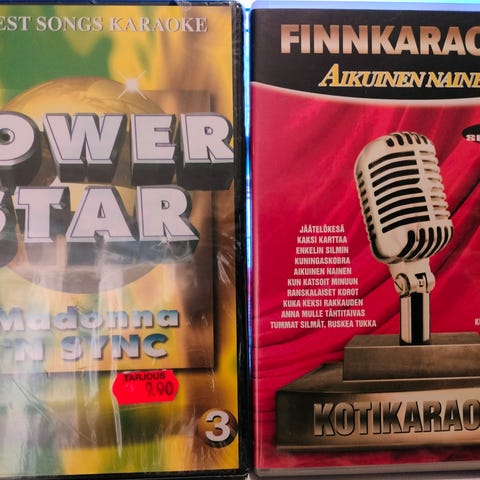 EST SONGS KARAOKE
OWER
STAR
Madonna
'N SYNC
TARJOUS
9.90
3
FINNKARAO
AIKUINEN NAINE
JÄÄTELÖKESÄ
KAKSI KARTTAA
ENKELIN SILMIN
KUNINGASKOBRA
AIKUINEN NAINEN
KUN KATSOIT MINUUN
RANSKALAISET KOROT
KUKA KEKSI RAKKAUDEN
ANNA MULLE TÄHTITAIVAS
TUMMAT SILMÄT, RUSKEA TUKKA
KOTIKARAO